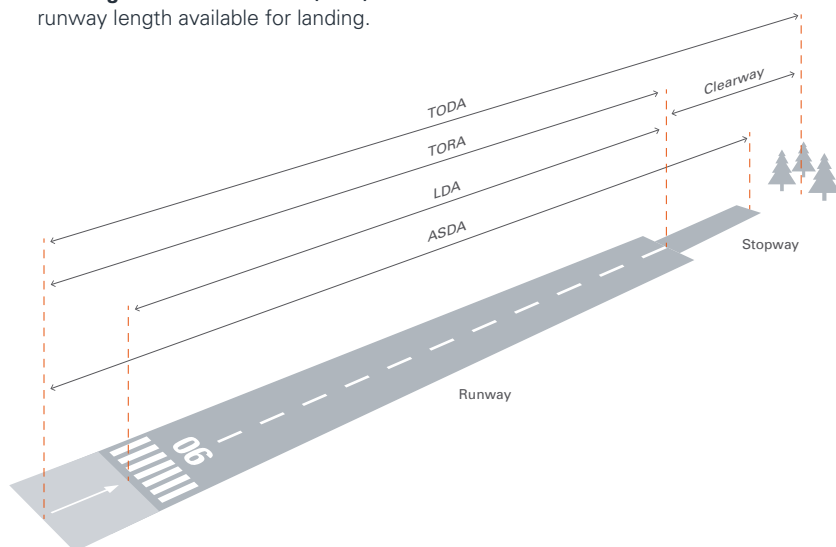 runway length available for landing.
TODA
Clearway
TORA
LDA
ASDA
Stopway
Runway
06